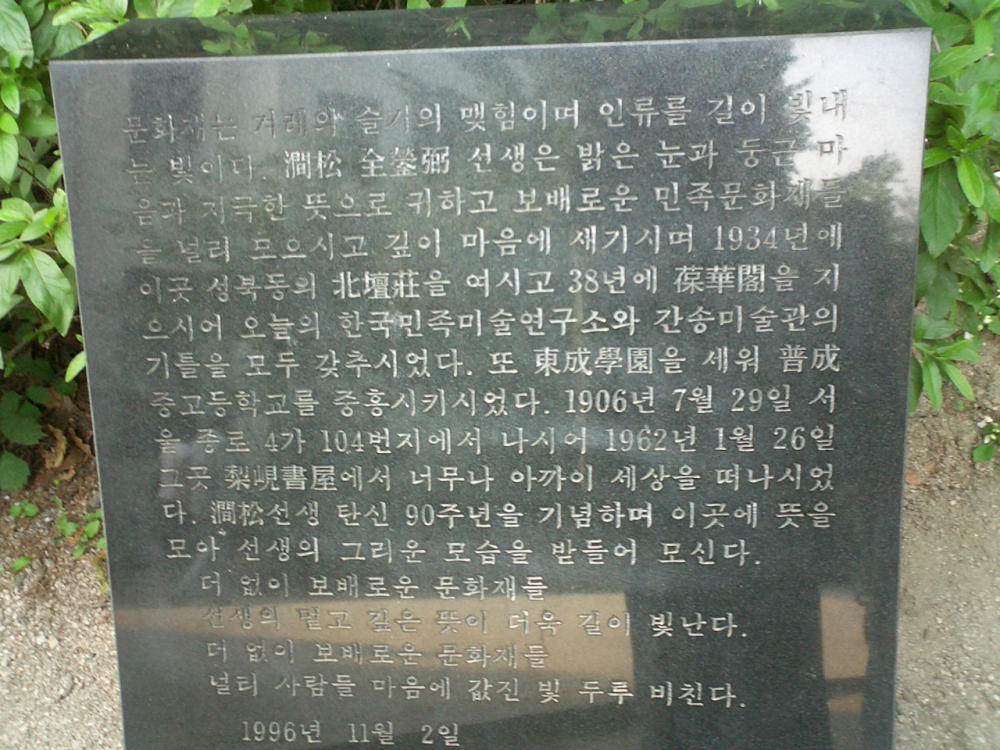 문화재는 겨레의 슬기의 맺힘이며 인류를 길이 빛내
는 빛이다. 澗松 全鎣弼 선생은 밝은 눈과 둥근 마
음과 지극한 뜻으로 귀하고 보배로운 민족문화재들
을 널리 모으시고 깊이 마음에 새기시며 1934년에
이곳 성북동의 北壇莊을 여시고 38년에 葆華閣을 지
으시어 오늘의 한국민족미술연구소와 간송미술관의
기틀을 모두 갖추시었다. 또 東成學園을 세워 普成
중고등학교를 중흥시키시었다. 1906년 7월 29일 서
울 종로 4가 104번지에서 나시어 1962년 1월 26일
그곳 梨峴書屋에서 너무나 아까이 세상을 떠나시었
다. 澗松선생 탄신 90주년을 기념하며 이곳에 뜻을
모아 선생의 그리운 모습을 받들어 모신다.
더 없이 보배로운 문화재들
선생의 멀고 깊은 뜻이 더욱 길이 빛난다.
더 없이 보배로운 문화재들
널리 사람들 마음에 값진 빛 두루 비친다.
1996년 11월 2일